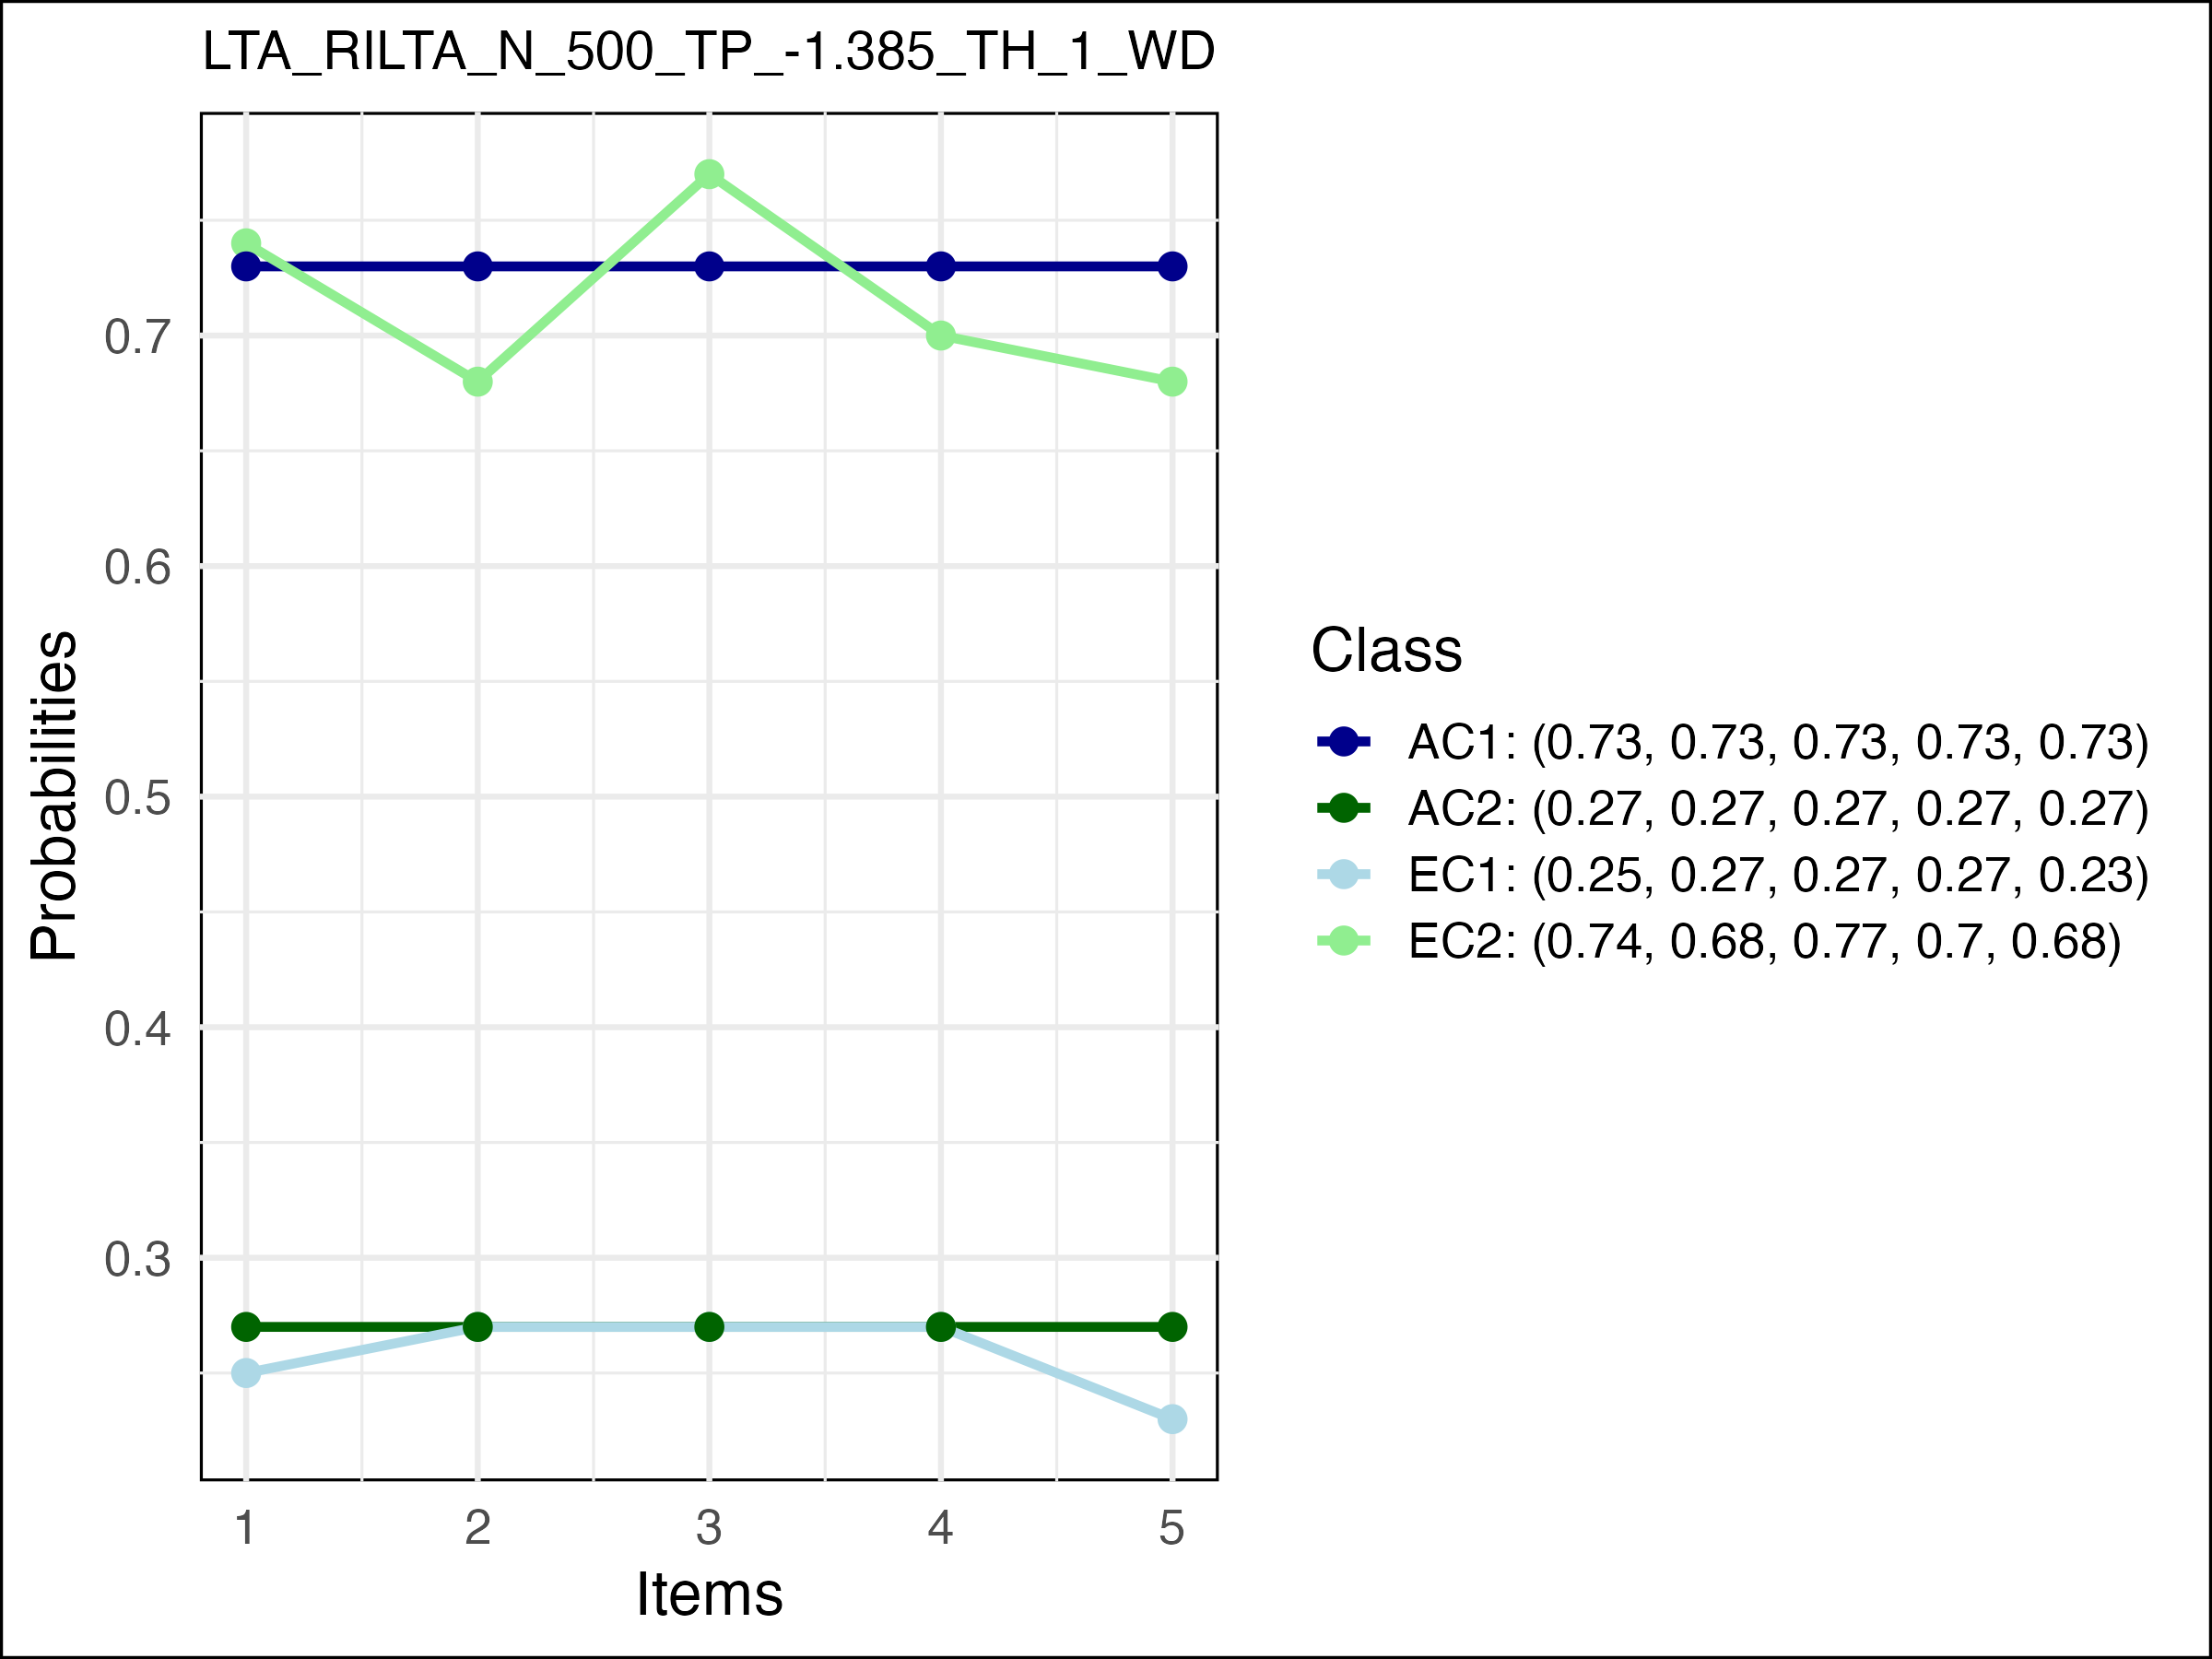 LTA_RILTA_N_500_TP_-1.385_TH_1_WD
Probabilities
0.7
0.6
0.5
0.4
0.3
1 2 3 4 5
Items
Class
AC1: (0.73, 0.73, 0.73, 0.73, 0.73)
AC2: (0.27, 0.27, 0.27, 0.27, 0.27)
EC1: (0.25, 0.27, 0.27, 0.27, 0.23)
EC2: (0.74, 0.68, 0.77, 0.7, 0.68)